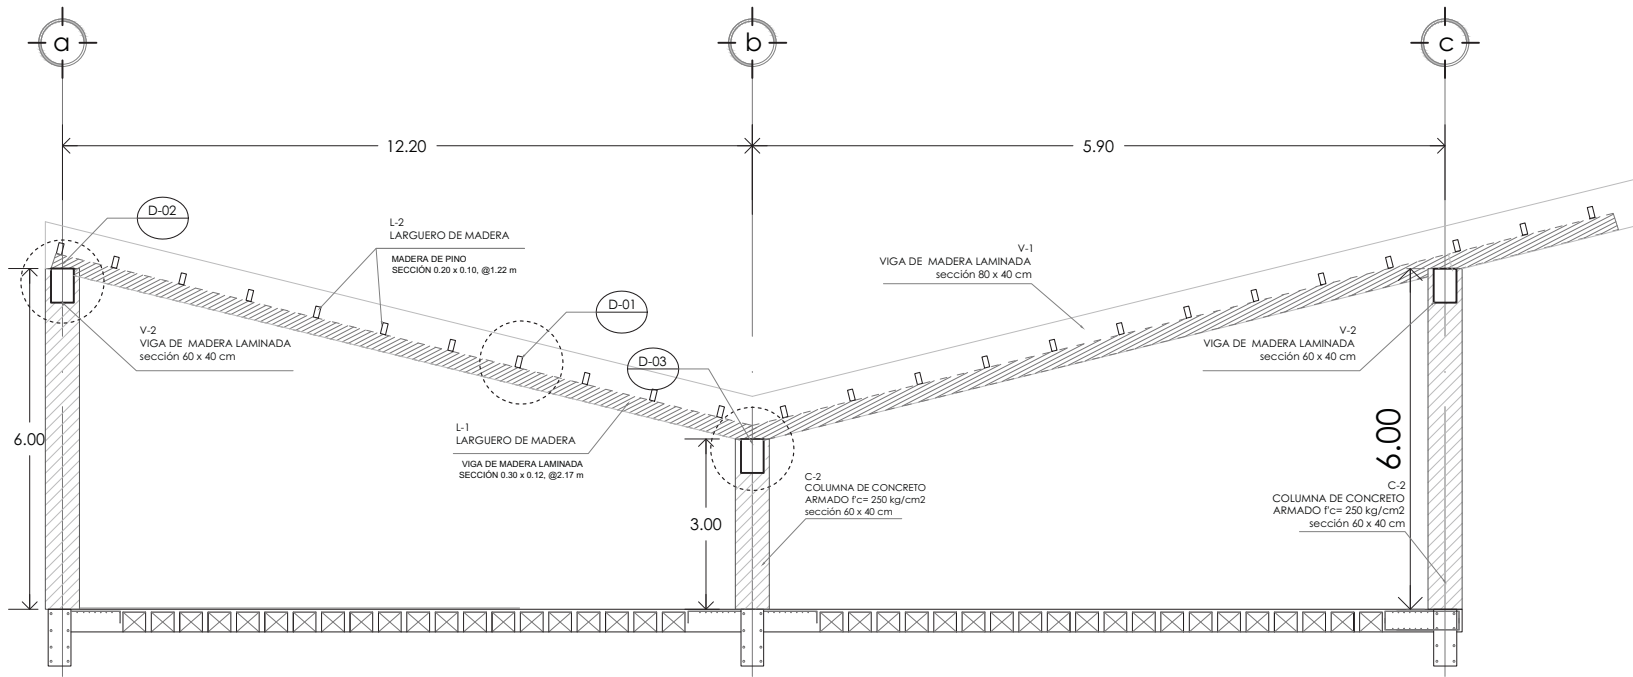 a
b
c
12.20
5.90
D-02
L-2
LARGUERO DE MADERA
MADERA DE PINO
SECCIÓN 0.20 x 0.10, @1.22 m
V-1
VIGA DE MADERA LAMINADA
sección 80 x 40 cm
D-01
V-2
VIGA DE MADERA LAMINADA
sección 60 x 40 cm
D-03
V-2
VIGA DE MADERA LAMINADA
sección 60 x 40 cm
6.00
L-1
LARGUERO DE MADERA
VIGA DE MADERA LAMINADA
SECCIÓN 0.30 x 0.12, @2.17 m
3.00
C-2
COLUMNA DE CONCRETO
ARMADO f'c= 250 kg/cm2
sección 60 x 40 cm
6.00
C-2
COLUMNA DE CONCRETO
ARMADO f'c= 250 kg/cm2
sección 60 x 40 cm